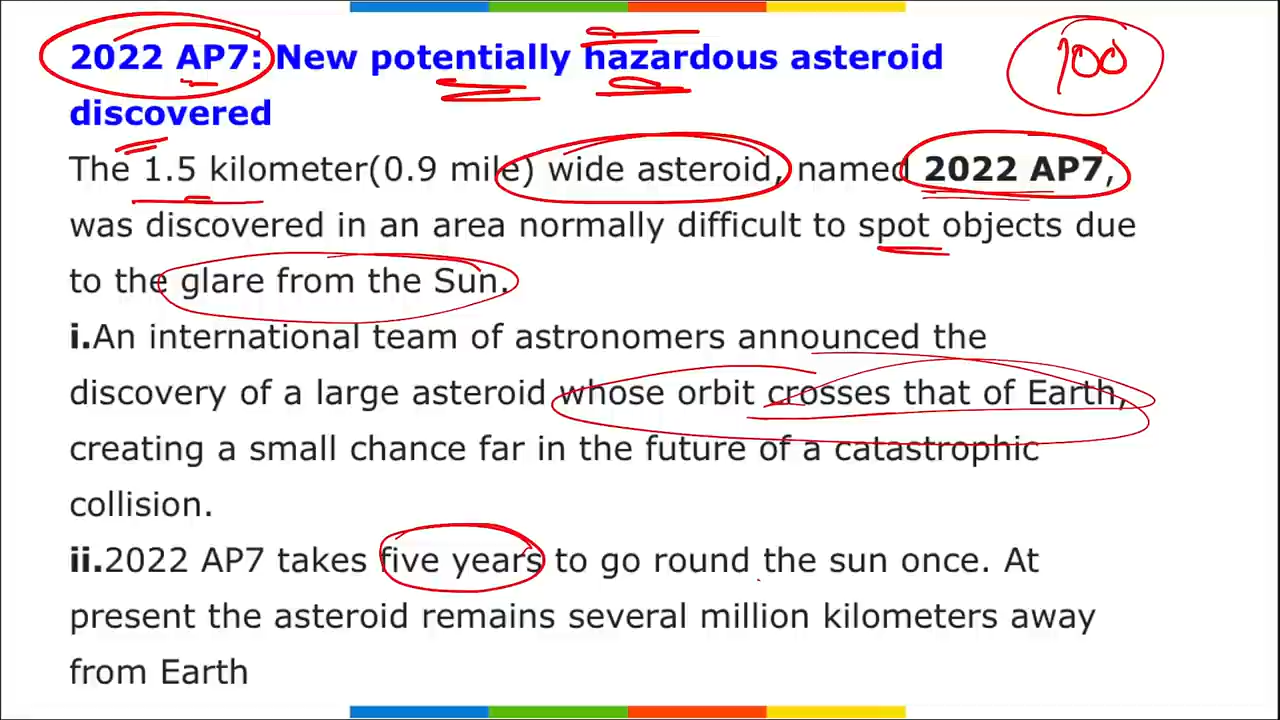 2022 AP7: New potentially hazardous asteroid
100
discovered
The 1.5 kilometer(0.9 mile) wide asteroid, named 2022 AP7,
was discovered in an area normally difficult to spot objects due
to the glare from the Sun.
i.An international team of astronomers announced the
discovery of a large asteroid whose orbit crosses that of Earth,
creating a small chance far in the future of a catastrophic
collision.
ii.2022 AP7 takes five years to go round the sun once. At
present the asteroid remains several million kilometers away
from Earth